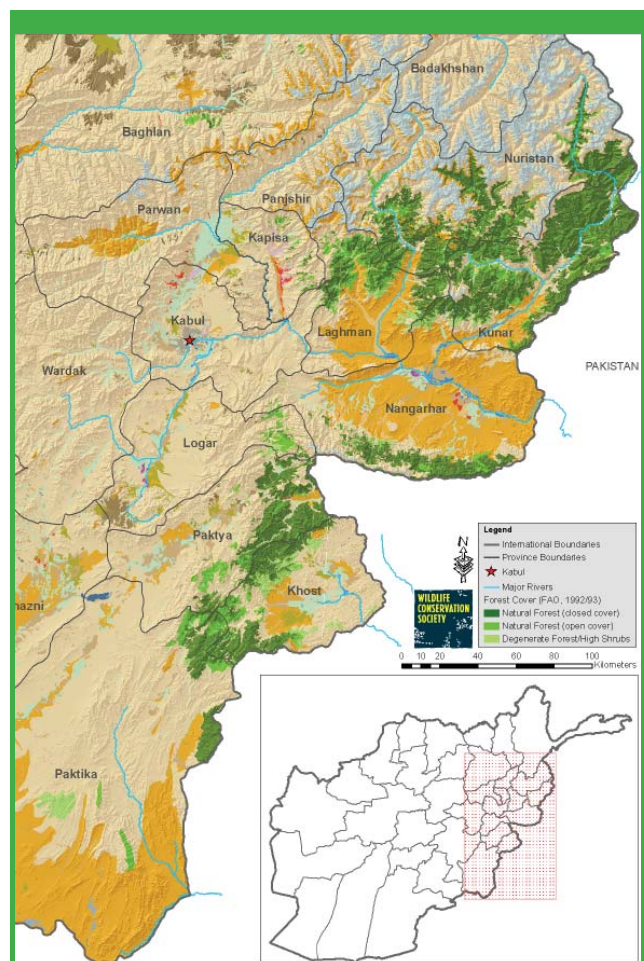 Badakhshan
Baghlan
Nuristan
Panjshir
Parwan
Kapisa
Kabul
Laghman
Kunar
PAKISTAN
Wardak
Nangarhar
Logar
Paktya
Khost
hazni
Paktika
N
WILDLIFE
CONSERVATION
SOCIETY
Legend
International Boundaries
Province Boundaries
Kabul
Major Rivers
Forest Cover (FAO, 1992/93)
Natural Forest (closed cover)
Natural Forest (open cover)
Degenerate Forest/High Shrubs
0 10 20 40 60 80 100
Kilometers